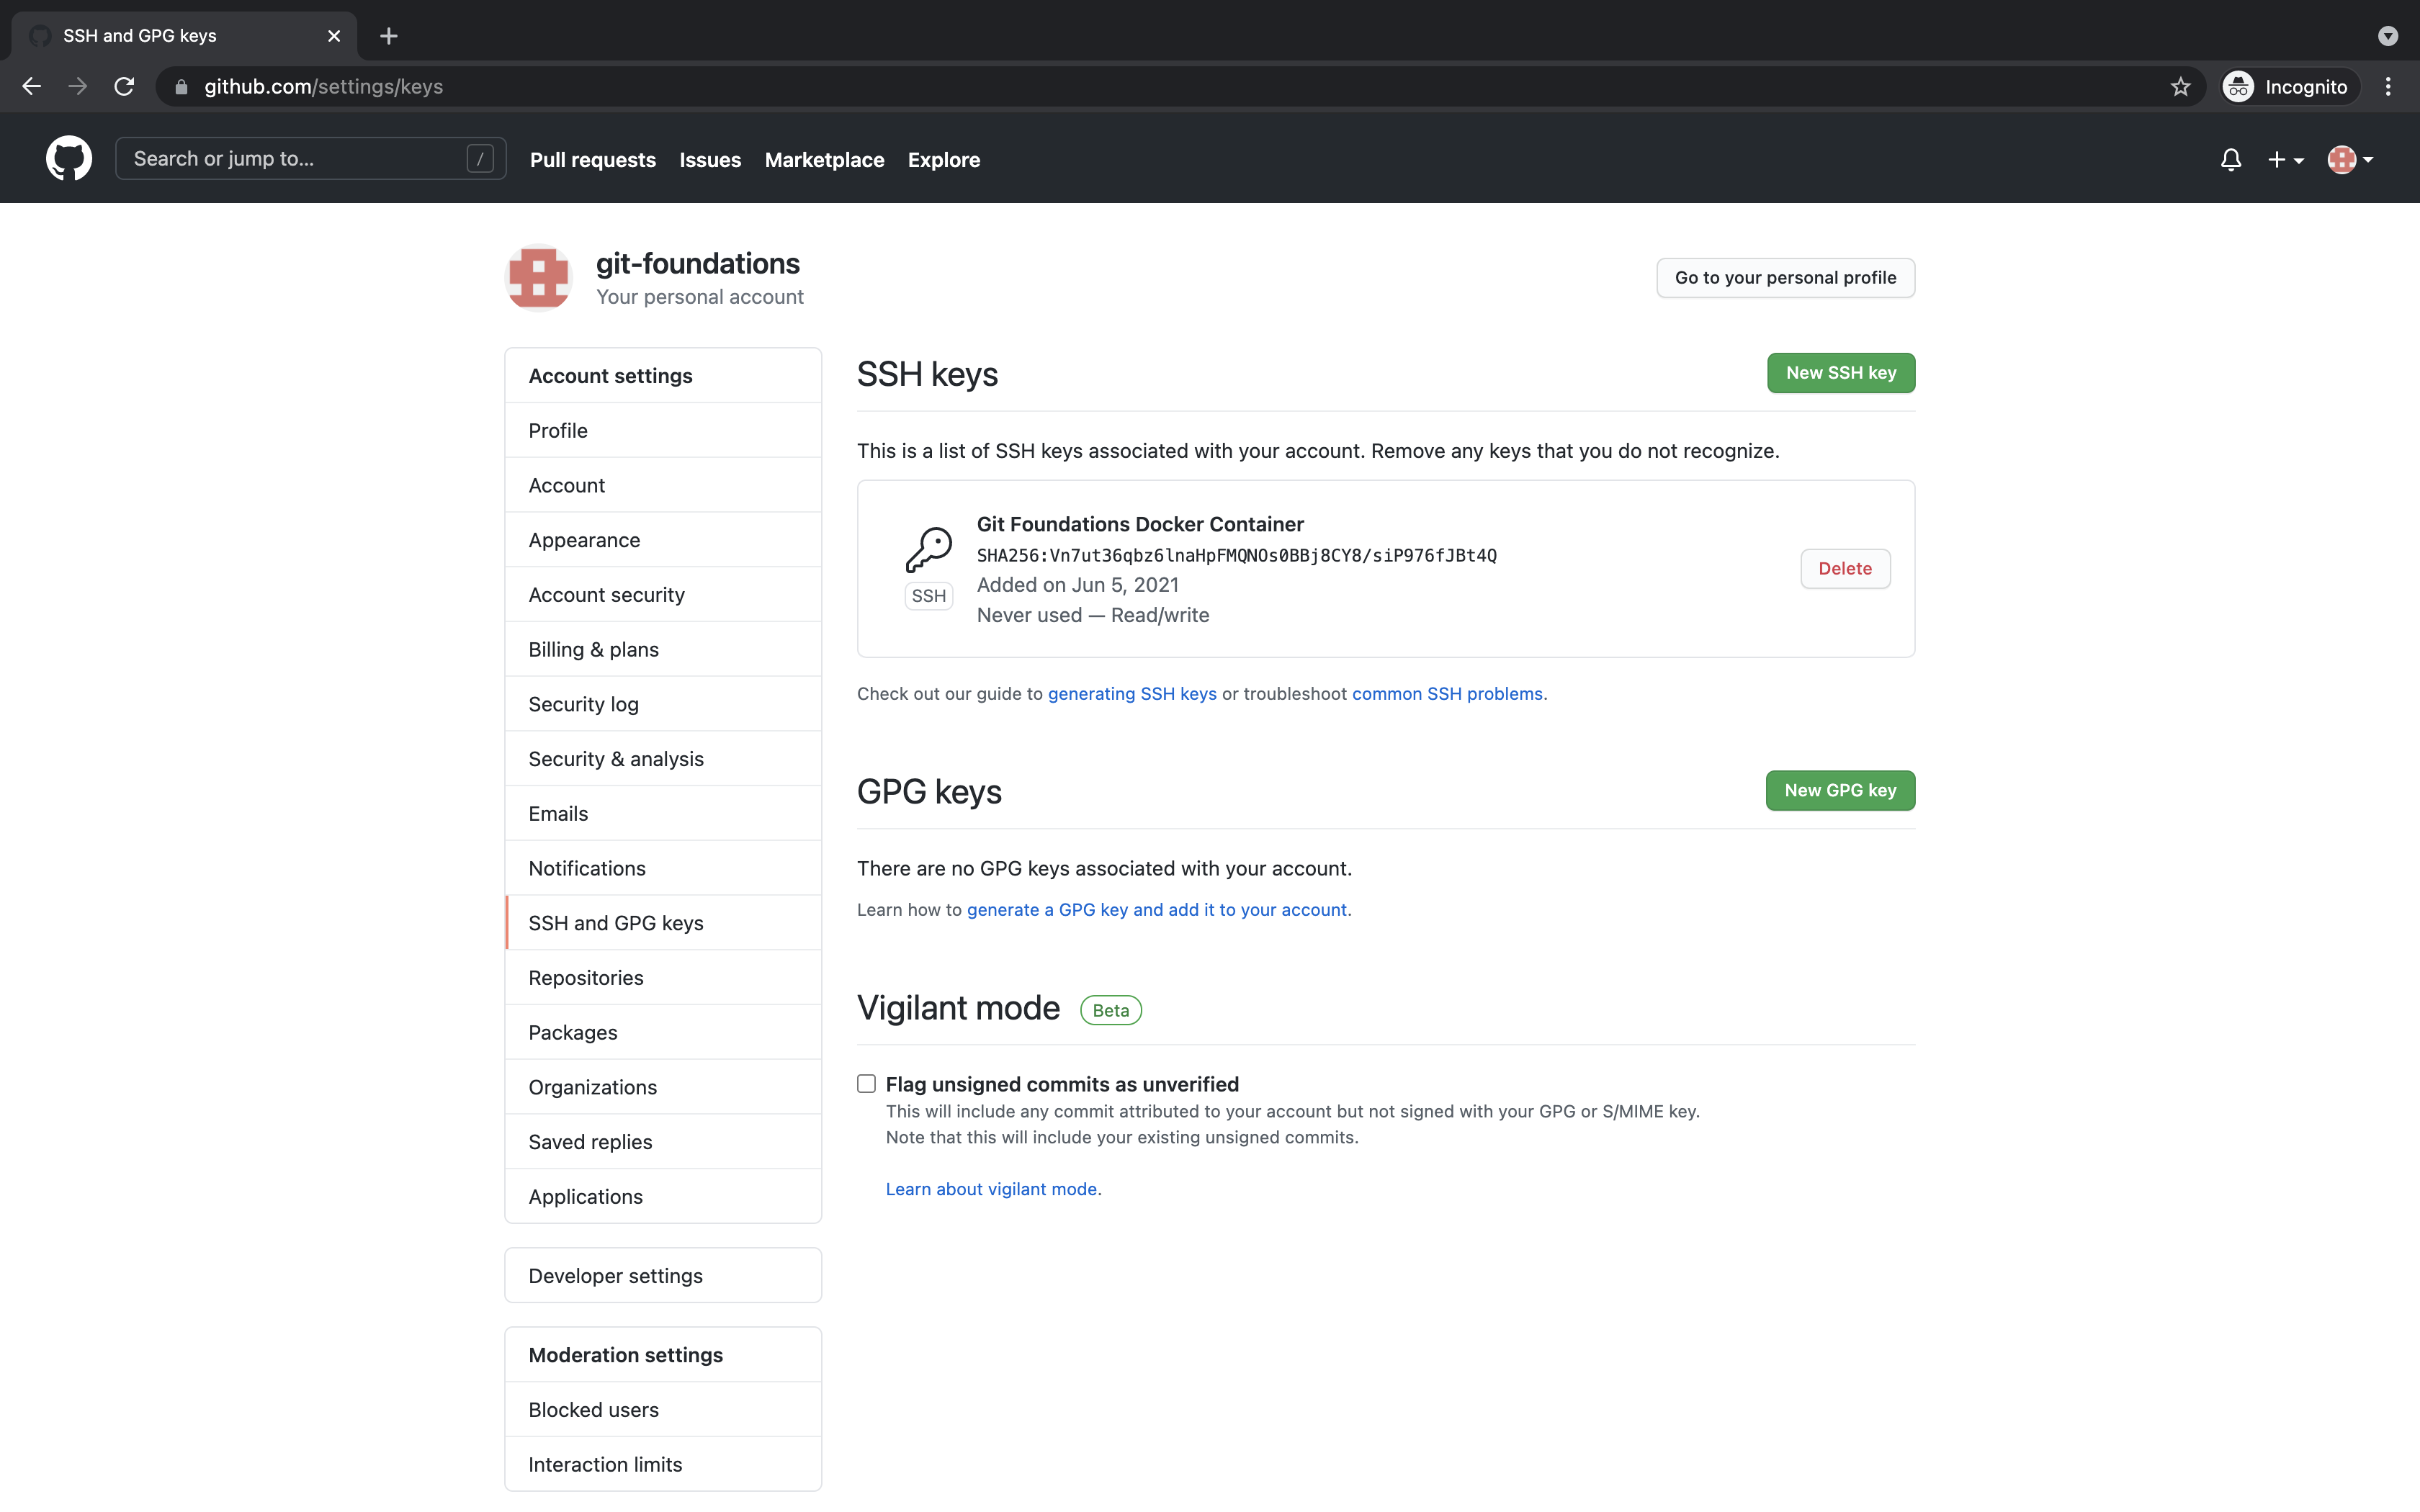 SSH and GPG keys
github.com/settings/keys
Incognito
Search or jump to...
/
Pull requests
Issues
Marketplace
Explore
git-foundations
Your personal account
Go to your personal profile
Account settings
Profile
Account
Appearance
Account security
Billing & plans
Security log
Security & analysis
Emails
Notifications
SSH and GPG keys
Repositories
Packages
Organizations
Saved replies
Applications
Developer settings
Moderation settings
Blocked users
Interaction limits
SSH keys
New SSH key
This is a list of SSH keys associated with your account. Remove any keys that you do not recognize.
SSH
Git Foundations Docker Container
SHA256:Vn7ut36qbz6lnaHpFMQNOs0BBj8CY8/siP976fJBt4Q
Added on Jun 5, 2021
Never used — Read/write
Delete
Check out our guide to generating SSH keys or troubleshoot common SSH problems.
GPG keys
New GPG key
There are no GPG keys associated with your account.
Learn how to generate a GPG key and add it to your account.
Vigilant mode
Beta
Flag unsigned commits as unverified
This will include any commit attributed to your account but not signed with your GPG or S/MIME key.
Note that this will include your existing unsigned commits.
Learn about vigilant mode.